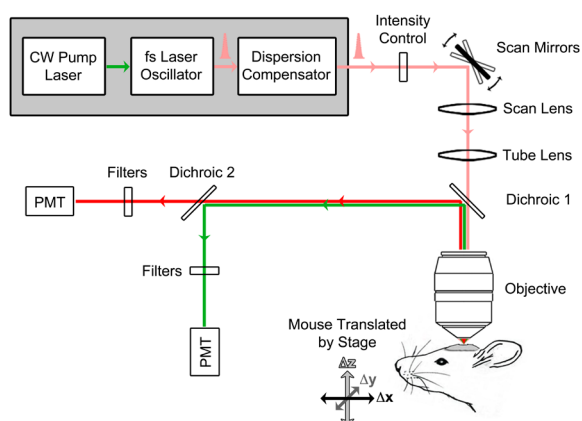 CW Pump
Laser
fs Laser
Oscillator
Dispersion
Compensator
Intensity
Control
Scan Mirrors
Scan Lens
Tube Lens
Filters
Dichroic 2
Dichroic 1
PMT
Filters
Objective
PMT
Mouse Translated
by Stage
Δz
Δy
Δx